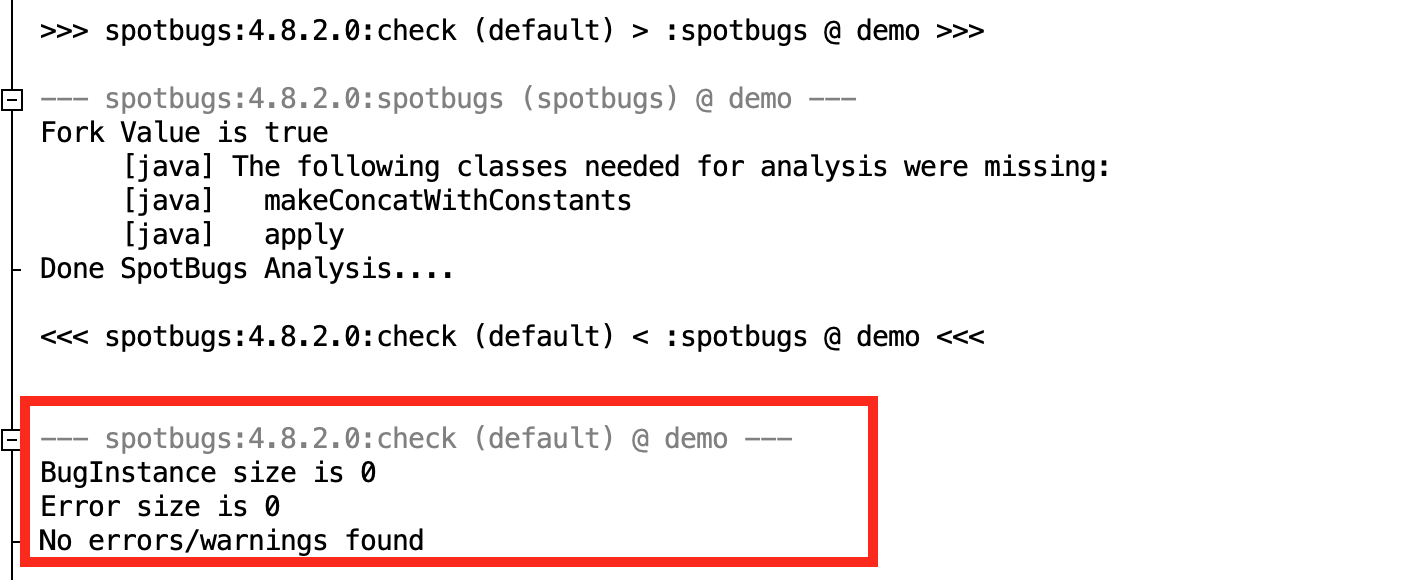 >>> spotbugs:4.8.2.0:check (default) > :spotbugs @ demo >>>
--- spotbugs:4.8.2.0:spotbugs (spotbugs) @ demo ---
Fork Value is true
     [java] The following classes needed for analysis were missing:
     [java]   makeConcatWithConstants
     [java]   apply
Done SpotBugs Analysis....
<<< spotbugs:4.8.2.0:check (default) < :spotbugs @ demo <<<
--- spotbugs:4.8.2.0:check (default) @ demo ---
BugInstance size is 0
Error size is 0
No errors/warnings found